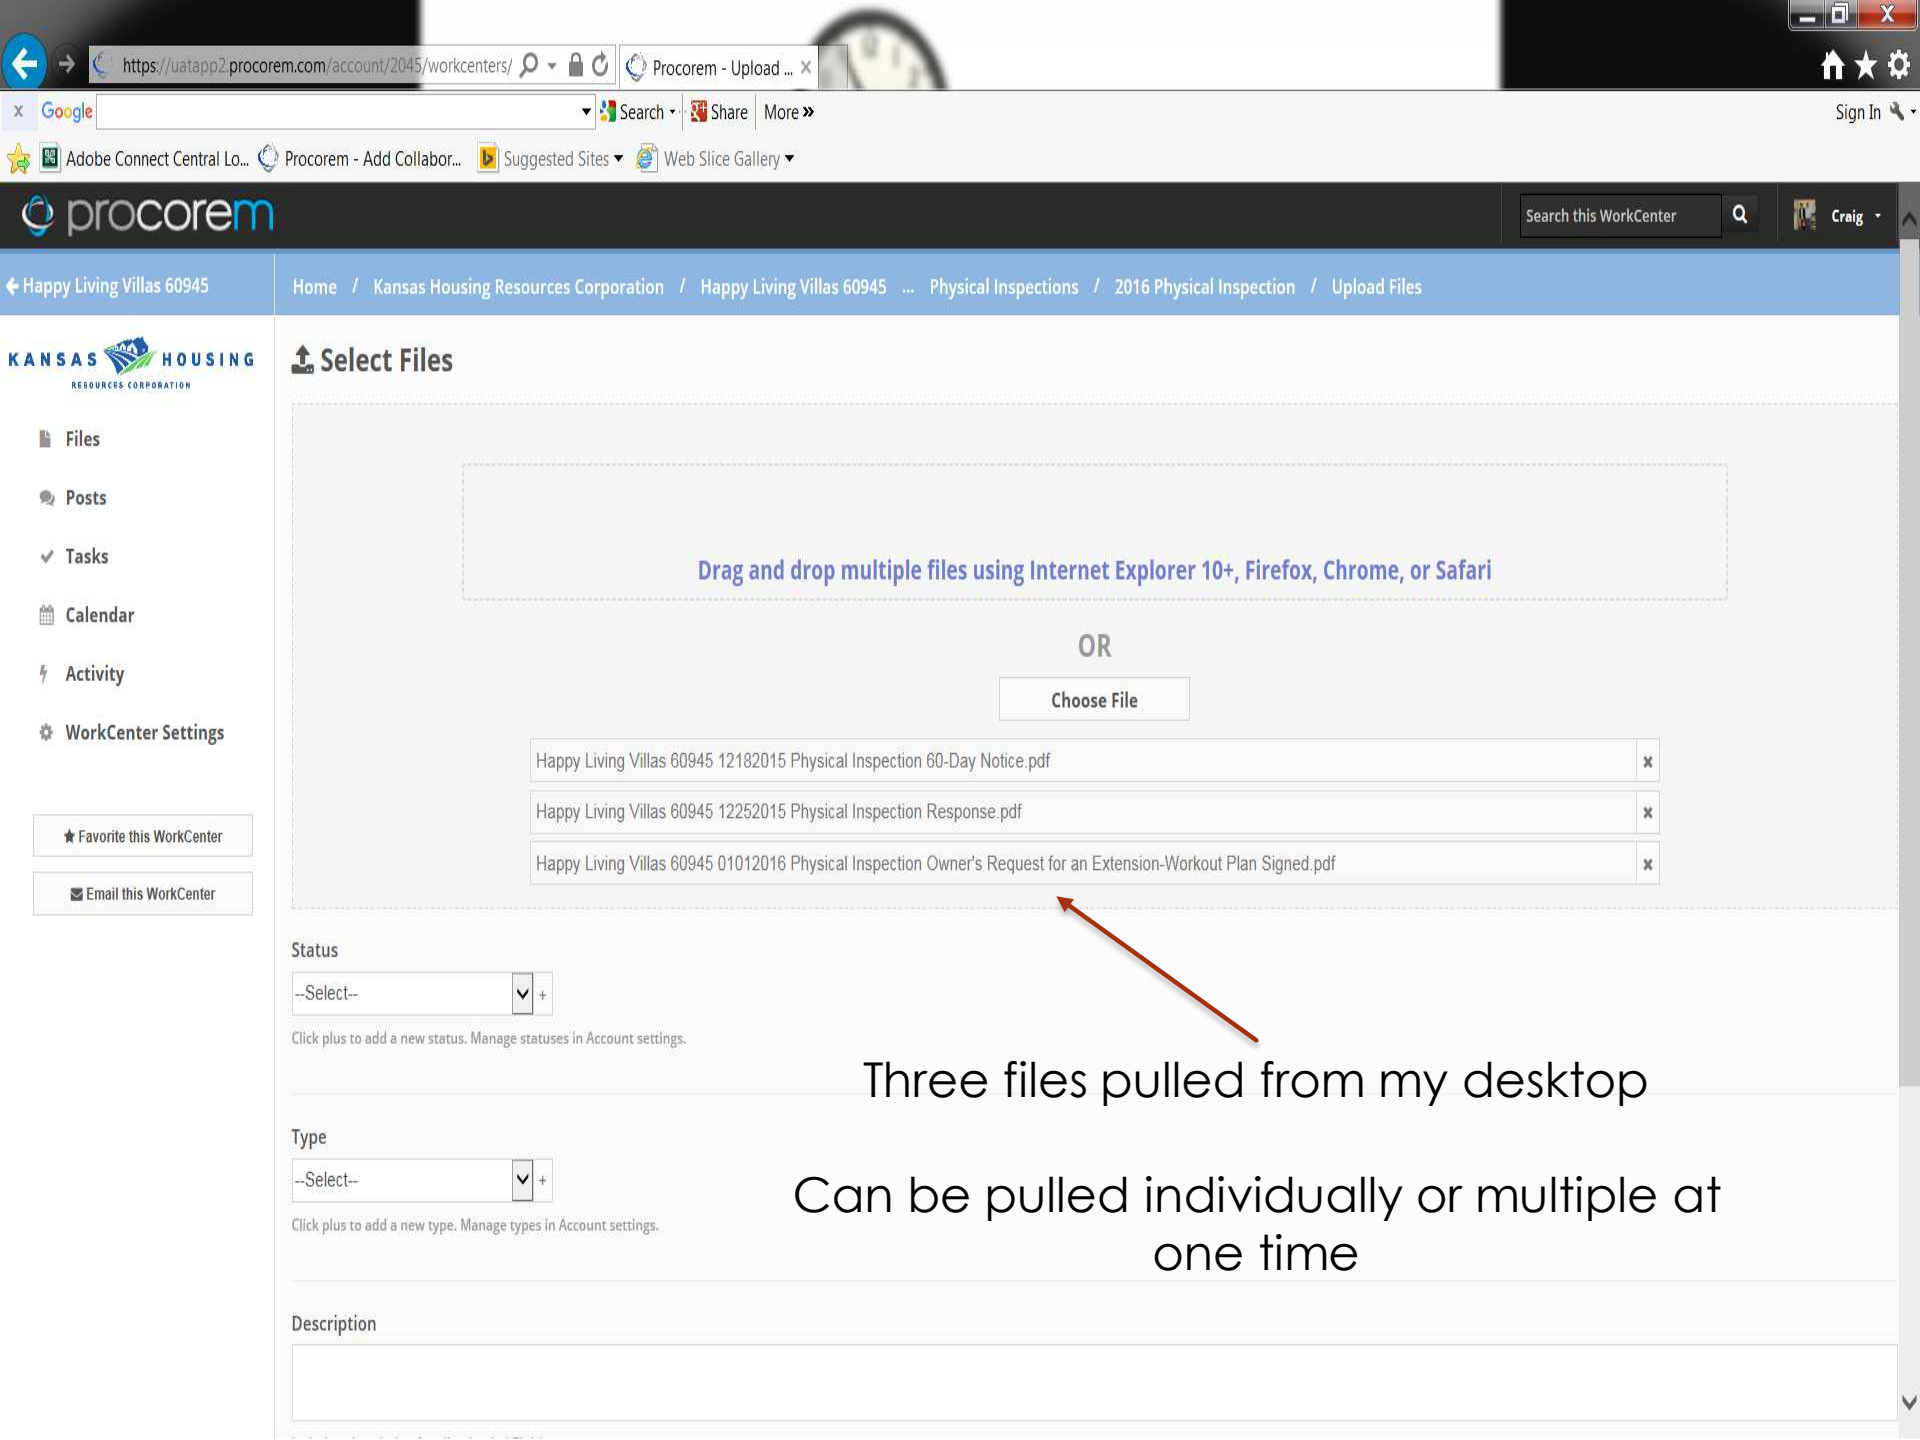 https://uatapp2.procorem.com/account/2045/workcenters/
Procorem - Upload ...
x Google
Search
Share
More »
Sign In
Adobe Connect Central Lo...
Procorem - Add Collabor...
Suggested Sites
Web Slice Gallery
procorem
Search this WorkCenter
Craig
Happy Living Villas 60945
Home / Kansas Housing Resources Corporation / Happy Living Villas 60945 ... Physical Inspections / 2016 Physical Inspection / Upload Files
KANSAS HOUSING
RESOURCES CORPORATION
Files
Posts
Tasks
Calendar
Activity
WorkCenter Settings
Favorite this WorkCenter
Email this WorkCenter
Select Files
Drag and drop multiple files using Internet Explorer 10+, Firefox, Chrome, or Safari
OR
Choose File
Happy Living Villas 60945 12182015 Physical Inspection 60-Day Notice.pdf
Happy Living Villas 60945 12252015 Physical Inspection Response.pdf
Happy Living Villas 60945 01012016 Physical Inspection Owner's Request for an Extension-Workout Plan Signed.pdf
Status
--Select--
+
Click plus to add a new status. Manage statuses in Account settings.
Three files pulled from my desktop
Type
--Select--
+
Click plus to add a new type. Manage types in Account settings.
Can be pulled individually or multiple at
one time
Description